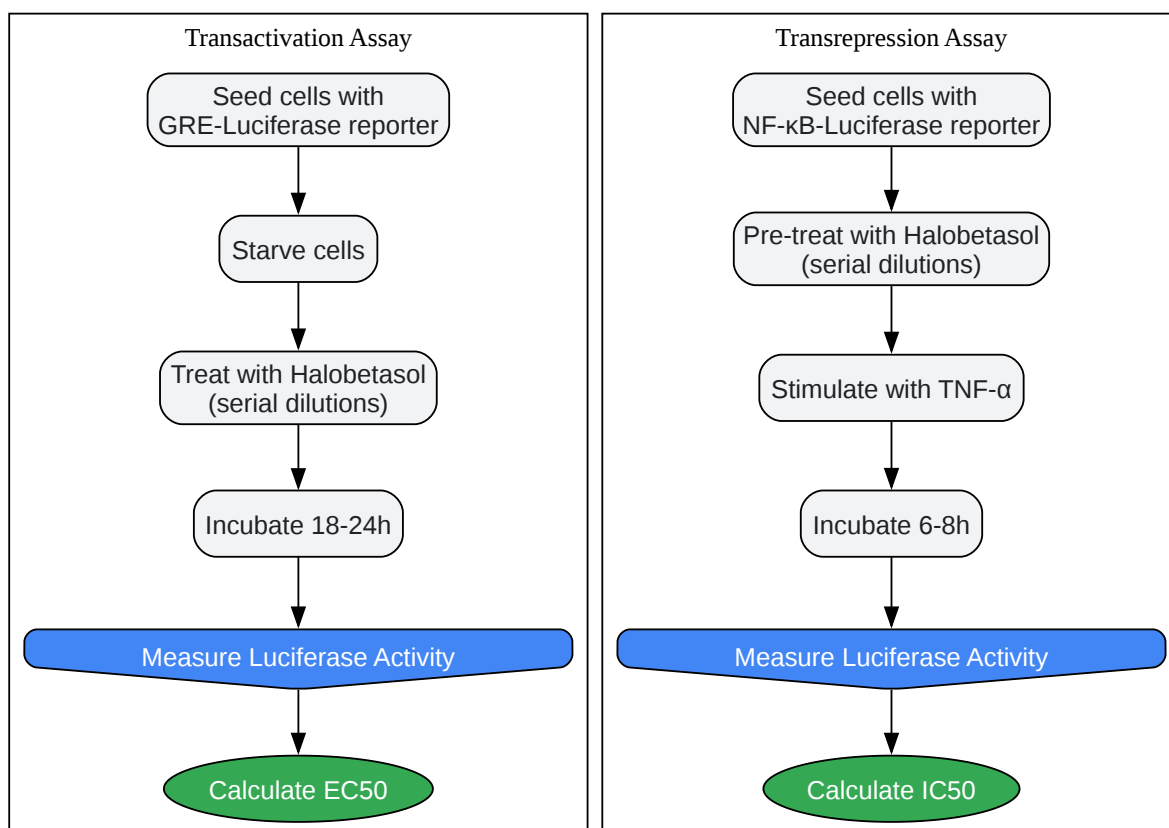 Transactivation Assay
Seed cells with
GRE-Luciferase reporter
Starve cells
Treat with Halobetasol
(serial dilutions)
Incubate 18-24h
Measure Luciferase Activity
Calculate EC50
Transrepression Assay
Seed cells with
NF-κB-Luciferase reporter
Pre-treat with Halobetasol
(serial dilutions)
Stimulate with TNF-α
Incubate 6-8h
Measure Luciferase Activity
Calculate IC50